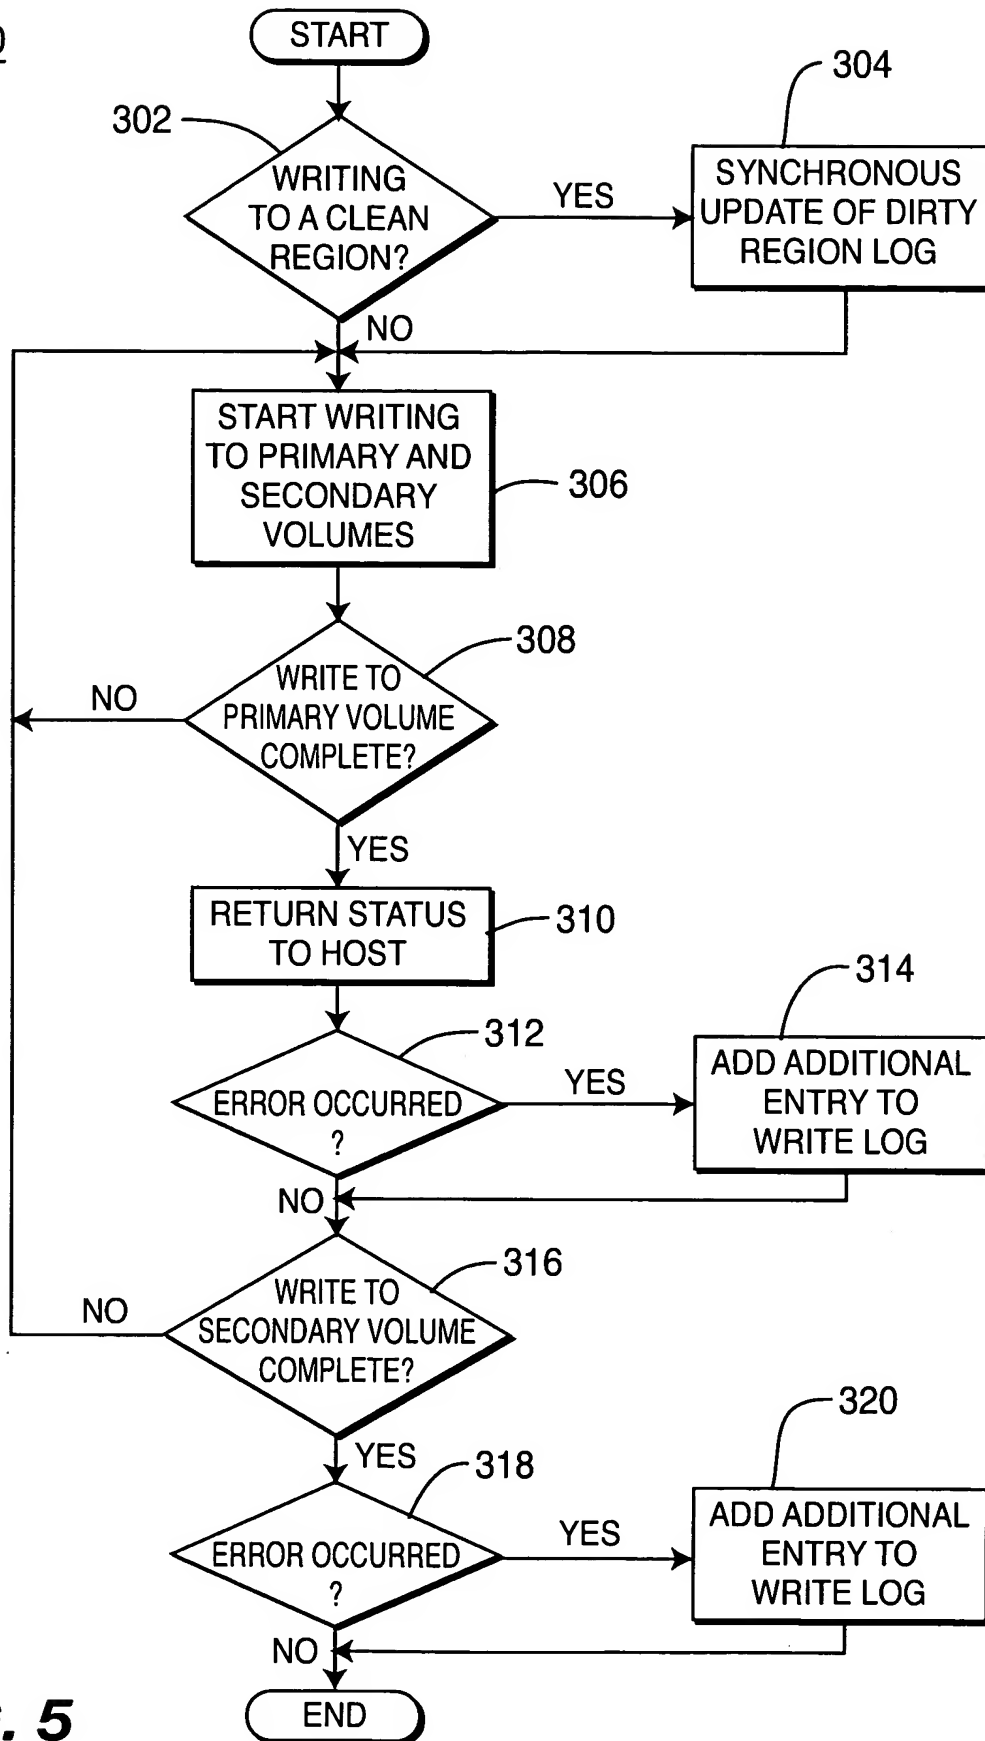 START
302
304
WRITING
TO A CLEAN
REGION?
YES
SYNCHRONOUS
UPDATE OF DIRTY
REGION LOG
NO
START WRITING
TO PRIMARY AND
SECONDARY
VOLUMES
306
308
WRITE TO
PRIMARY VOLUME
COMPLETE?
NO
YES
RETURN STATUS
TO HOST
310
312
314
ERROR OCCURRED
?
YES
ADD ADDITIONAL
ENTRY TO
WRITE LOG
NO
316
WRITE TO
SECONDARY VOLUME
COMPLETE?
NO
YES
318
320
ERROR OCCURRED
?
YES
ADD ADDITIONAL
ENTRY TO
WRITE LOG
NO
END
. 5